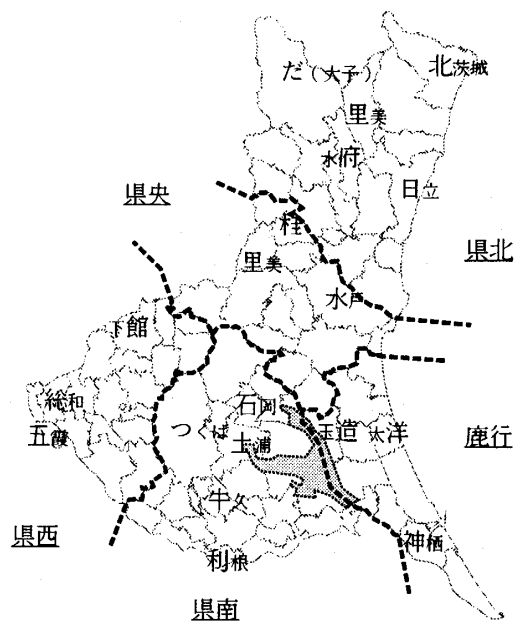 だ（大子）
北茨城
里美
水府
日立
県央
桂
県北
里美
水戸
下館
総和
石岡
五霞
つくば
土浦
玉造
大洋
鹿行
牛久
県西
神栖
利根
県南